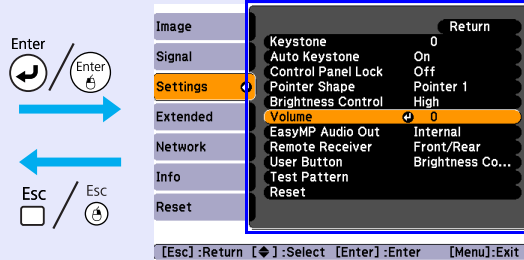 Enter
Enter
Esc
Esc
Image
Signal
Settings
Extended
Network
Info
Reset
Return
Keystone 0
Auto Keystone On
Control Panel Lock Off
Pointer Shape Pointer 1
Brightness Control High
Volume 0
EasyMP Audio Out Internal
Remote Receiver Front/Rear
User Button Brightness Co...
Test Pattern
Reset
[Esc] :Return [◆] :Select [Enter] :Enter [Menu]:Exit